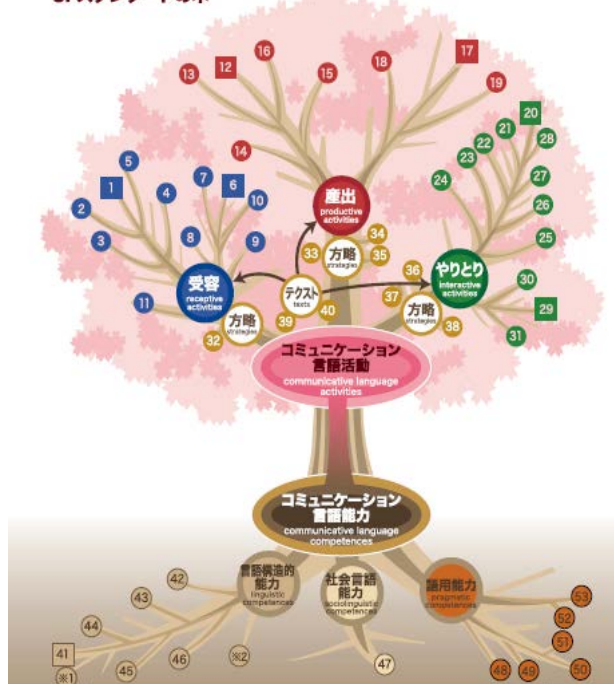 16
17
13
12
15
18
19
20
21
28
22
23
14
5
7
6
24
27
1
4
10
産出
productive
activities
26
2
34
8
9
33
方略
strategies
35
25
3
36
やりとり
interactive
activities
受容
receptive
activities
テクスト
texts
30
37
方略
strategies
29
11
39
40
38
31
方略
strategies
32
コミュニケーション
言語活動
communicative language
activities
コミュニケーション
言語能力
communicative language
competences
言語構造的
能力
linguistic
competences
社会言語
能力
sociolinguistic
competences
語用能力
pragmatic
competences
42
43
53
44
52
41
51
※1
45
46
※2
47
48
49
50